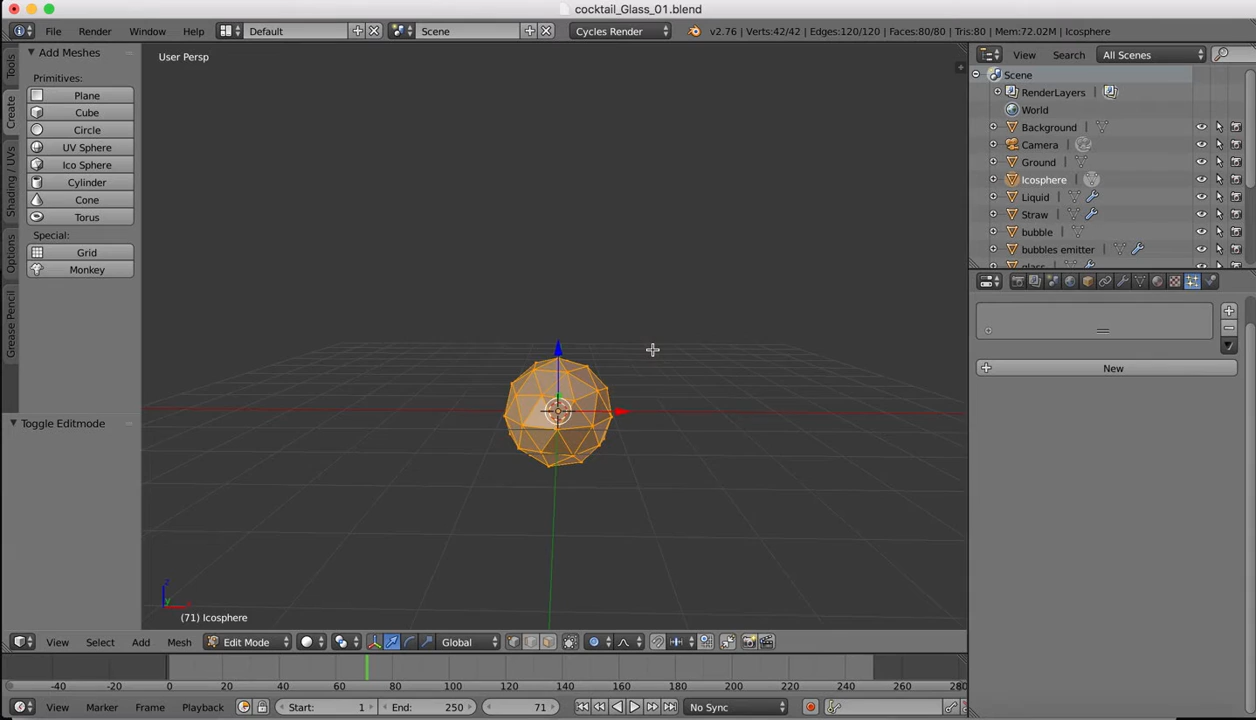 cocktail_Glass_01.blend
File Render Window Help Default Scene Cycles Render v2.76 | Verts:42/42 | Edges:120/120 | Faces:80/80 | Tris:80 | Mem:72.02M | Icosphere
Tools
Create
Shading / UVs
Options
Grease Pencil
Add Meshes
Primitives:
Plane
Cube
Circle
UV Sphere
Ico Sphere
Cylinder
Cone
Torus
Special:
Grid
Monkey
Toggle Editmode
User Persp
(71) Icosphere
View Search All Scenes
Scene
RenderLayers
World
Background
Camera
Ground
Icosphere
Liquid
Straw
bubble
bubbles emitter
glass
New
View Select Add Mesh Edit Mode Global
-40 -20 0 20 40 60 80 100 120 140 160 180 200 220 240 260 280
View Marker Frame Playback Start: 1 End: 250 71 No Sync